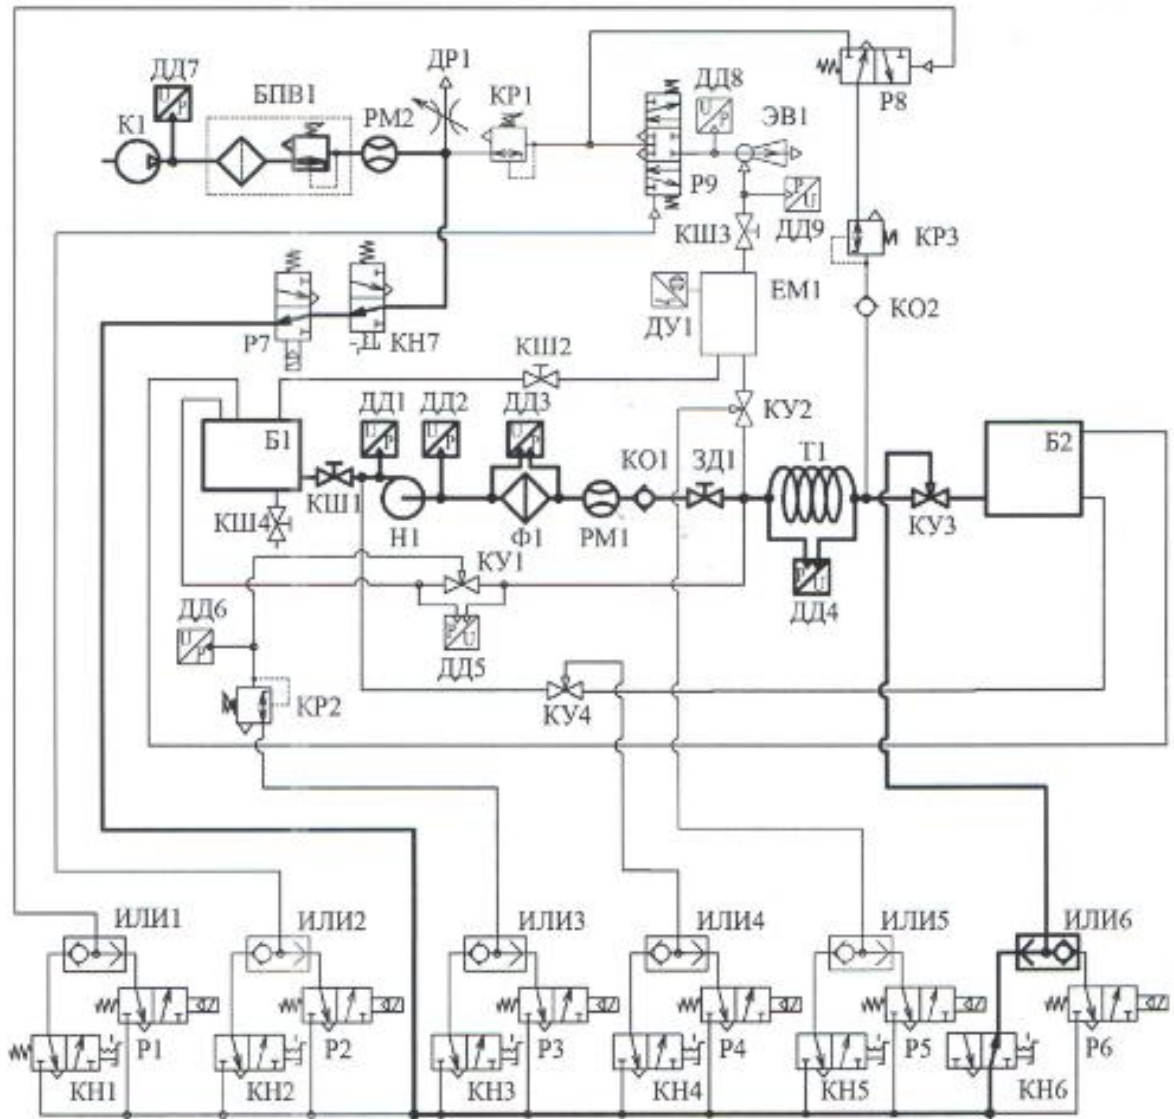 ДД7
БПВ1
ДР1
КР1
ДД8
ЭВ1
Р8
К1
РМ2
U
P
U
P
Р9
P
U
КШ3
ДД9
КР3
ЕМ1
ДУ1
КО2
Р7
КН7
КШ2
ДД1
ДД2
ДД3
КУ2
Б1
U
P
U
P
U
P
КО1
ЗД1
Т1
Б2
КШ1
КШ4
Н1
Ф1
РМ1
КУ3
КУ1
P
U
ДД4
ДД6
U
P
P
U
ДД5
КР2
КУ4
ИЛИ1
ИЛИ2
ИЛИ3
ИЛИ4
ИЛИ5
ИЛИ6
Р1
Р2
Р3
Р4
Р5
Р6
КН1
КН2
КН3
КН4
КН5
КН6